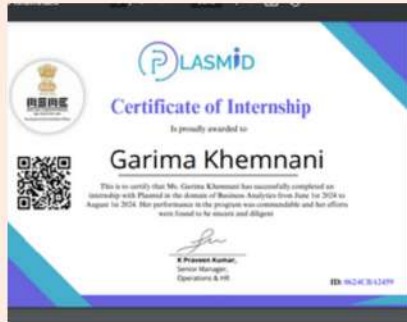 PLASMID
MSME
Certificate of Internship
Is proudly awarded to
Garima Khemnani
This is to certify that Ms. Garima Khemnani has successfully completed an
internship with Plasmid in the domain of Business Analytics from June 1st 2024 to
August 1st 2024. Her performance in the program was commendable and her efforts
were found to be sincere and diligent
K Praveen Kumar,
Senior Manager,
Operations & HR
ID: